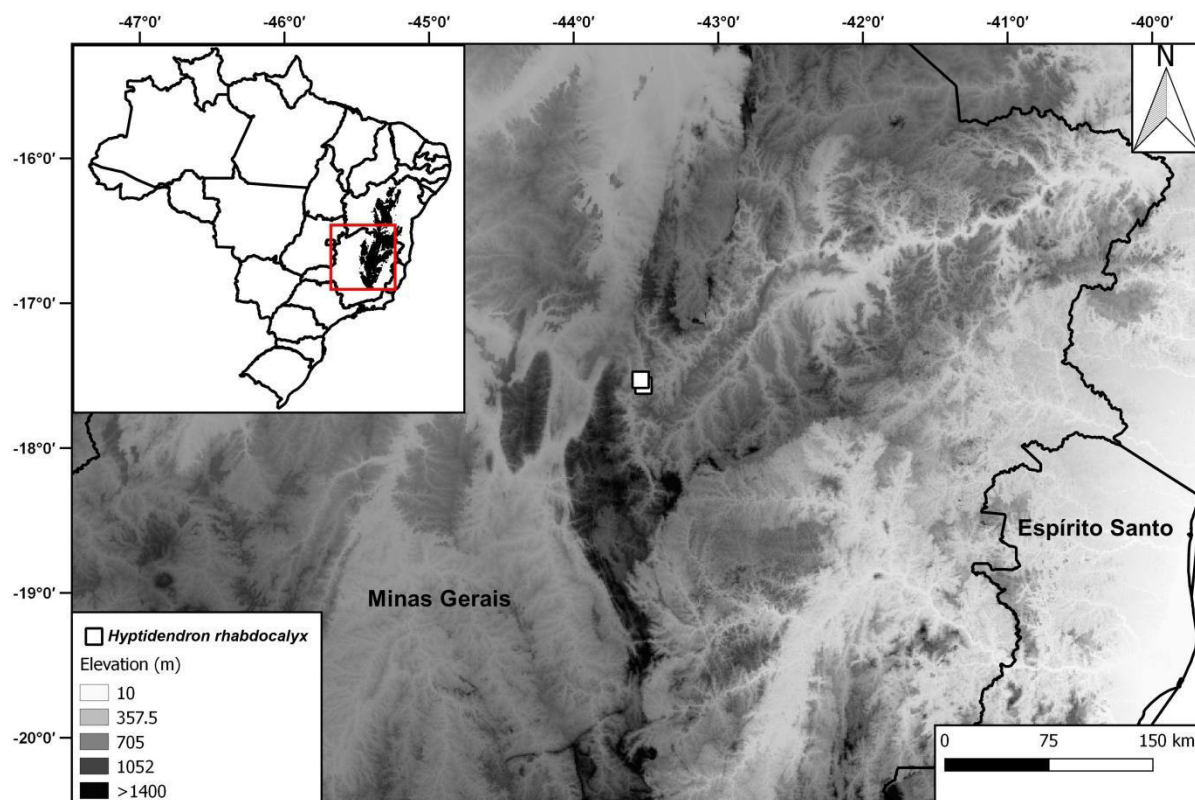 -47°0' -46°0' -45°0' -44°0' -43°0' -42°0' -41°0' -40°0'
N
-16°0'
-17°0'
-18°0'
Espírito Santo
-19°0'
Minas Gerais
Hyptidendron rhabdocalyx
Elevation (m)
10
357.5
705
1052
>1400
-20°0'
0 75 150 km